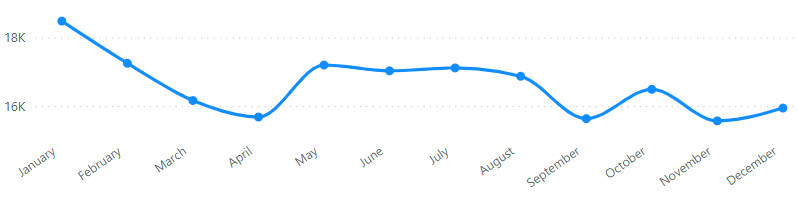 18K
16K
January
February
March
April
May
June
July
August
September
October
November
December